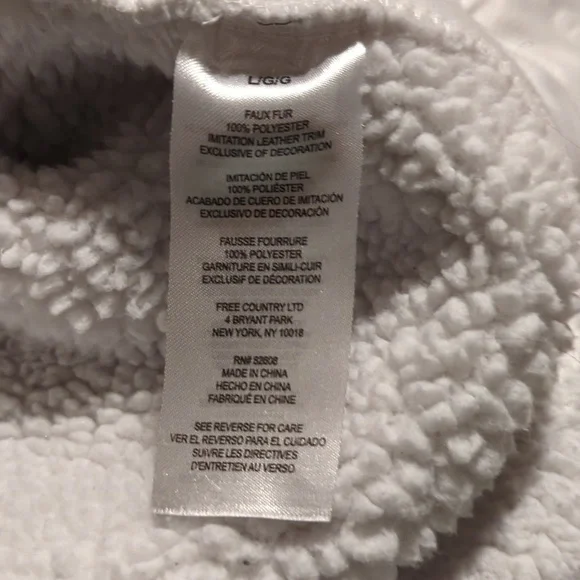 L/G/G
FAUX FUR
100% POLYESTER
IMITATION LEATHER TRIM
EXCLUSIVE OF DECORATION
IMITACIÓN DE PIEL
100% POLIÉSTER
ACABADO DE CUERO DE IMITACIÓN
EXCLUSIVO DE DECORACIÓN
FAUSSE FOURRURE
100% POLYESTER
GARNITURE EN SIMILI-CUIR
EXCLUSIF DE DÉCORATION
FREE COUNTRY LTD
4 BRYANT PARK
NEW YORK, NY 10018
RN# 82608
MADE IN CHINA
HECHO EN CHINA
FABRIQUÉ EN CHINE
SEE REVERSE FOR CARE
VER EL REVERSO PARA EL CUIDADO
SUIVRE LES DIRECTIVES
D'ENTRETIEN AU VERSO